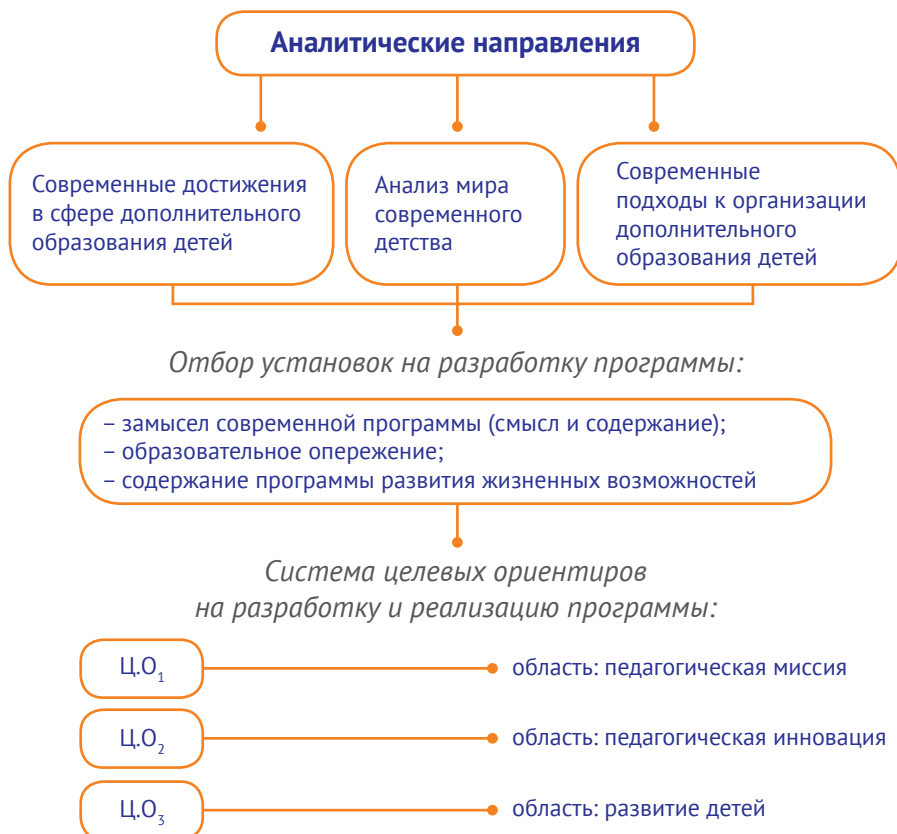 Аналитические направления
Современные достижения
в сфере дополнительного
образования детей
Анализ мира
современного
детства
Современные
подходы к организации
дополнительного
образования детей
Отбор установок на разработку программы:
– замысел современной программы (смысл и содержание);
– образовательное опережение;
– содержание программы развития жизненных возможностей
Система целевых ориентиров
на разработку и реализацию программы:
Ц.О₁ область: педагогическая миссия
Ц.О₂ область: педагогическая инновация
Ц.О₃ область: развитие детей